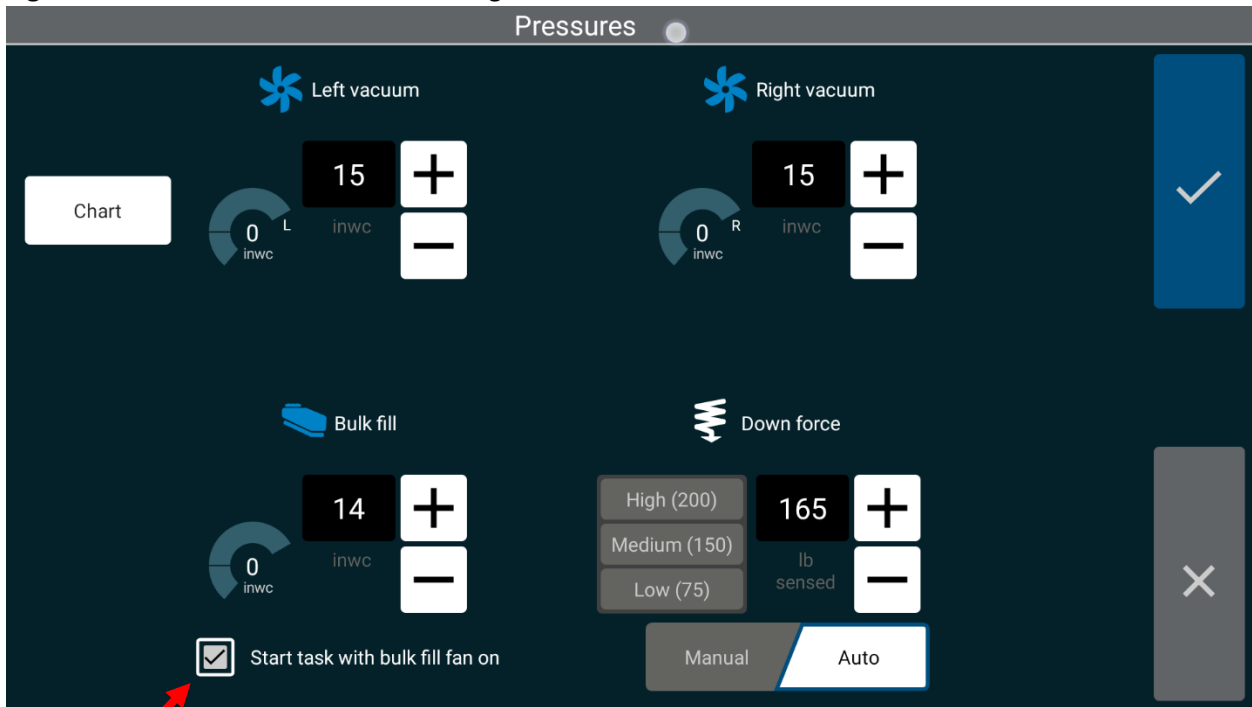 Pressures
Left vacuum
Right vacuum
Chart
15
inwc
0
inwc
L
15
inwc
0
inwc
R
Bulk fill
Down force
14
inwc
0
inwc
High (200)
Medium (150)
Low (75)
165
lb
sensed
Start task with bulk fill fan on
Manual
Auto